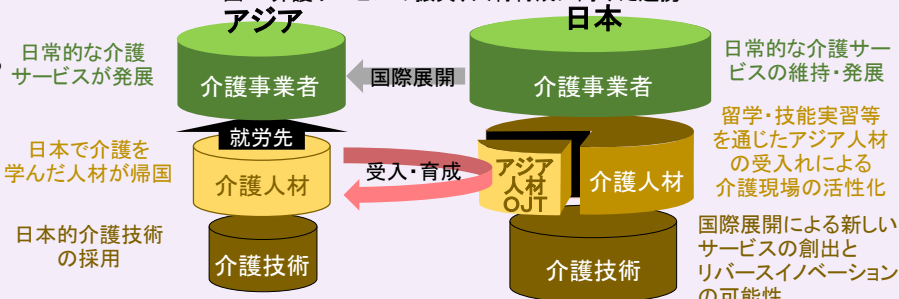 アジア
日本
日常的な介護
サービスが発展
介護事業者
国際展開
介護事業者
日常的な介護サー
ビスの維持・発展
就労先
日本で介護を
学んだ人材が帰国
介護人材
受入・育成
アジア
人材
OJT
介護人材
留学・技能実習等
を通じたアジア人材
の受入れによる
介護現場の活性化
日本的介護技術
の採用
介護技術
介護技術
国際展開による新しい
サービスの創出と
リバースイノベーション
の可能性